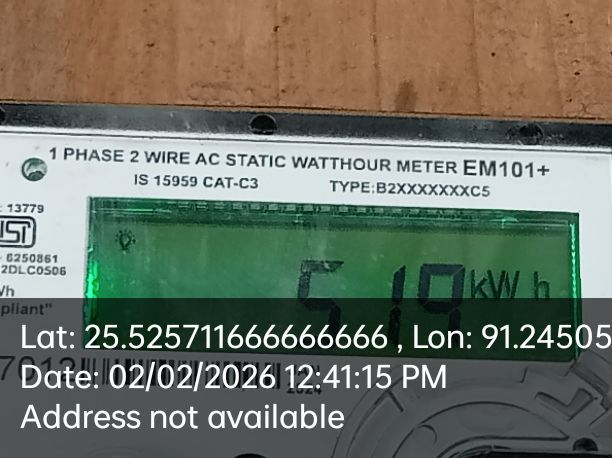 1 PHASE 2 WIRE AC STATIC WATTHOUR METER EM101+
IS 15959 CAT-C3
TYPE:B2XXXXXXXC5
: 13779
ISI
- 6250861
2DLC0506
Wh
pliant"
519 kWh
Lat: 25.525711666666666 , Lon: 91.24505
Date: 02/02/2026 12:41:15 PM
Address not available